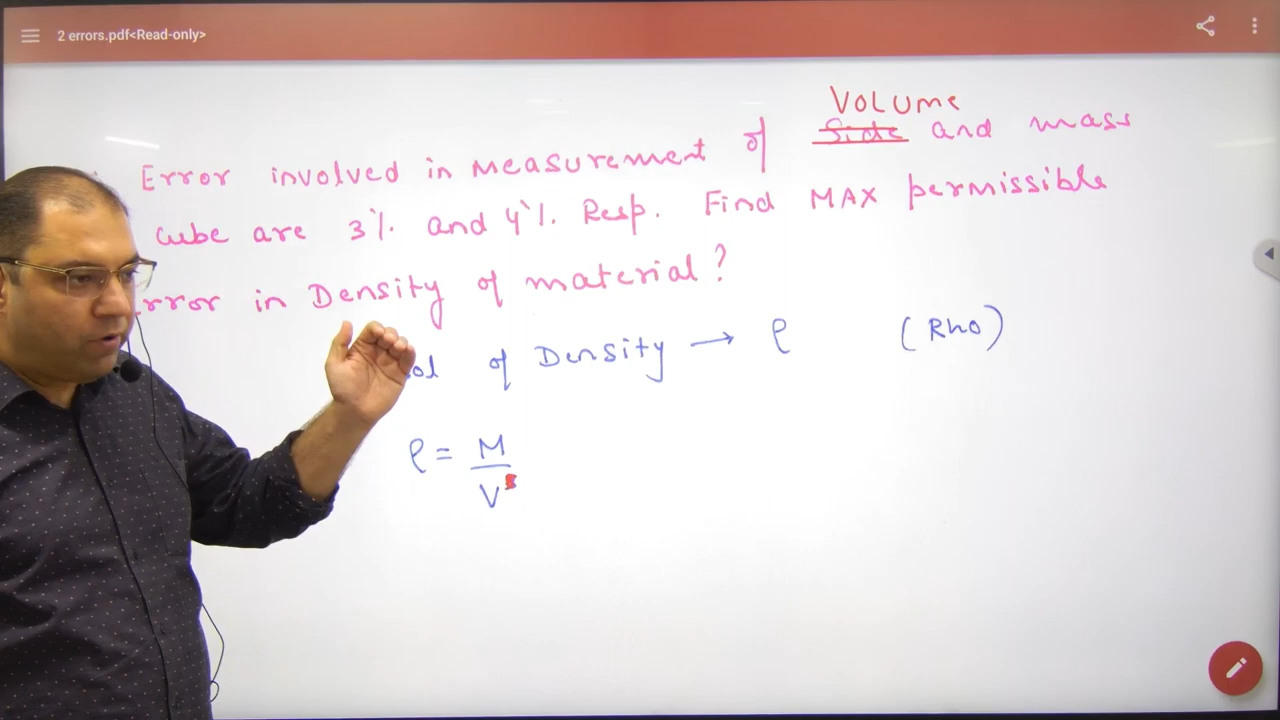 2 errors.pdf<Read-only>
VOLUME
Error involved in Measurement of Side and mass
cube are 3% and 4% Resp. Find MAX permissible
rror in Density of material?
ol of Density → ρ (Rho)
ρ = M
V